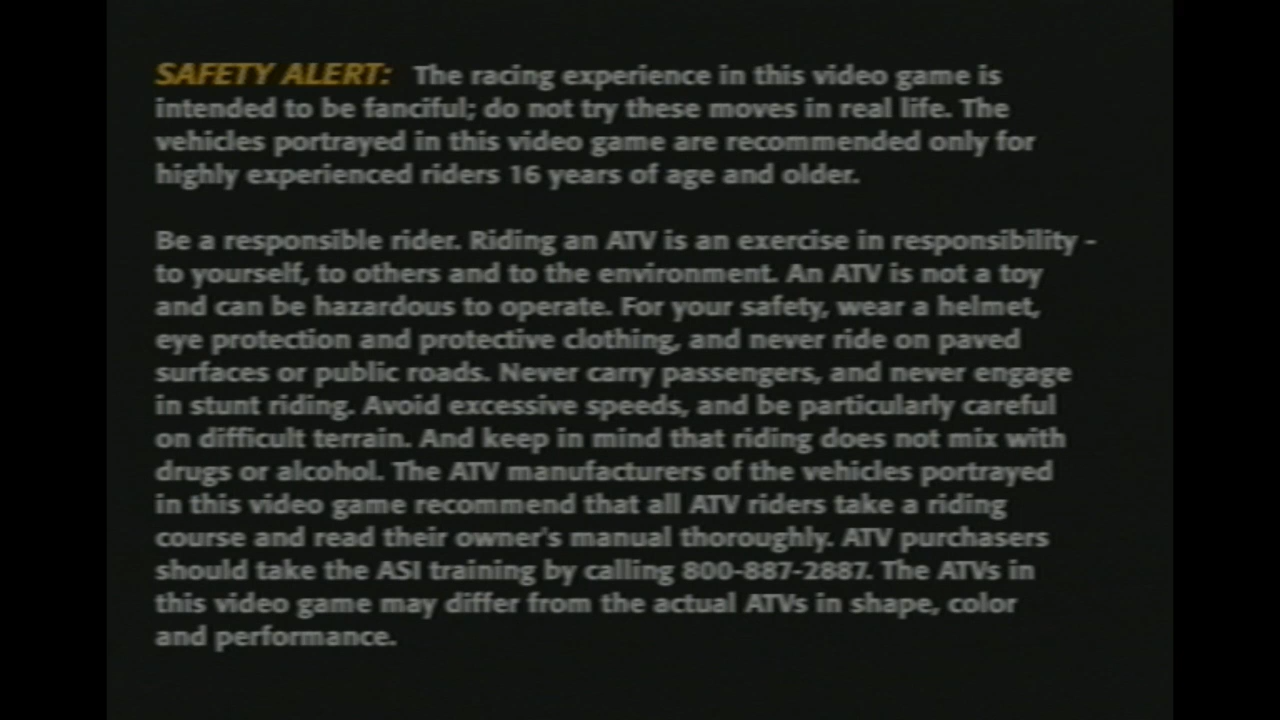 SAFETY ALERT: The racing experience in this video game is
intended to be fanciful; do not try these moves in real life. The
vehicles portrayed in this video game are recommended only for
highly experienced riders 16 years of age and older.
Be a responsible rider. Riding an ATV is an exercise in responsibility -
to yourself, to others and to the environment. An ATV is not a toy
and can be hazardous to operate. For your safety, wear a helmet,
eye protection and protective clothing, and never ride on paved
surfaces or public roads. Never carry passengers, and never engage
in stunt riding. Avoid excessive speeds, and be particularly careful
on difficult terrain. And keep in mind that riding does not mix with
drugs or alcohol. The ATV manufacturers of the vehicles portrayed
in this video game recommend that all ATV riders take a riding
course and read their owner's manual thoroughly. ATV purchasers
should take the ASI training by calling 800-887-2887. The ATVs in
this video game may differ from the actual ATVs in shape, color
and performance.